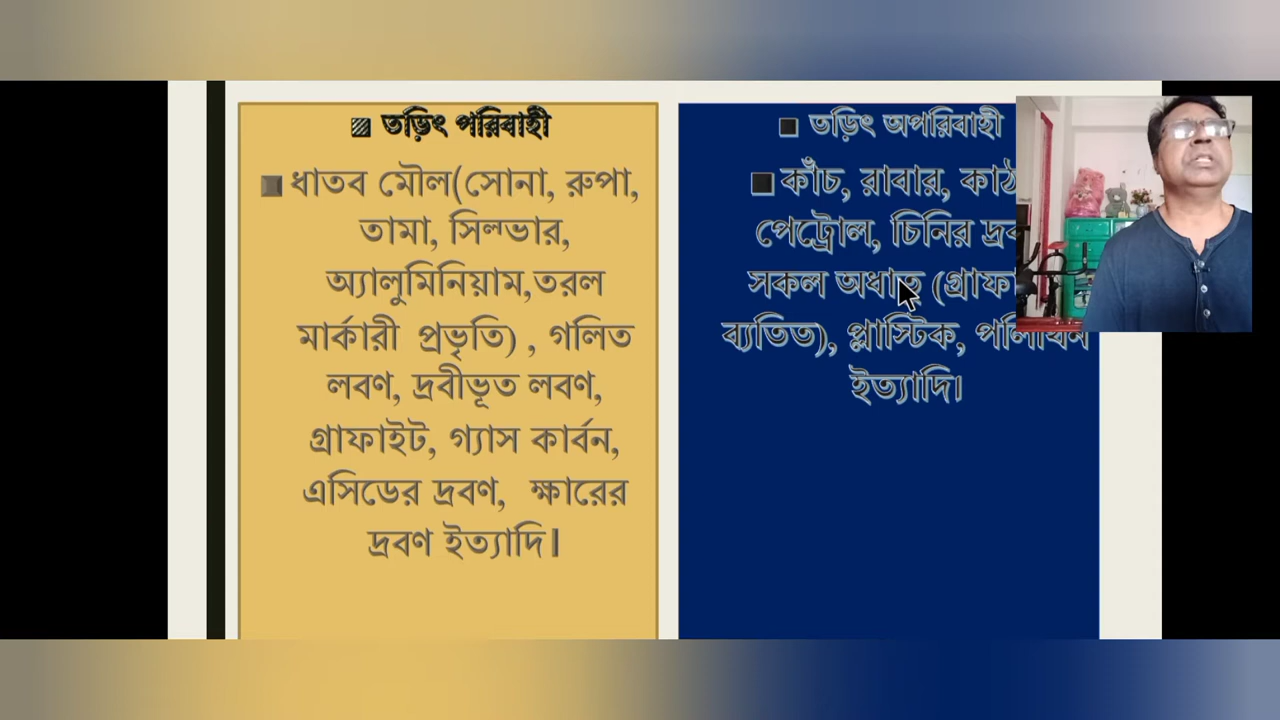 তড়িৎ পরিবাহী
ধাতব মৌল(সোনা, রুপা,
তামা, সিলভার,
অ্যালুমিনিয়াম,তরল
মার্কারী প্রভৃতি) , গলিত
লবণ, দ্রবীভূত লবণ,
গ্রাফাইট, গ্যাস কার্বন,
এসিডের দ্রবণ, ক্ষারের
দ্রবণ ইত্যাদি।
তড়িৎ অপরিবাহী
কাঁচ, রাবার, কাঠ
পেট্রোল, চিনির
সকল অধাতু (গ্রাফ
ব্যতিত), প্লাস্টিক, পলিথিন
ইত্যাদি।